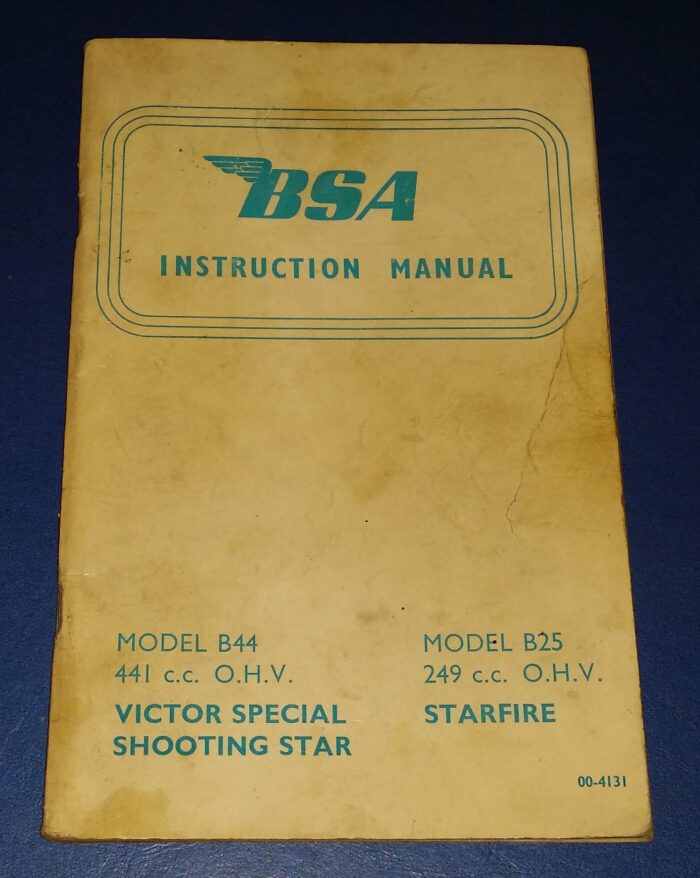 BSA
INSTRUCTION MANUAL
MODEL B44
441 c.c. O.H.V.
VICTOR SPECIAL
SHOOTING STAR
MODEL B25
249 c.c. O.H.V.
STARFIRE
00-4131